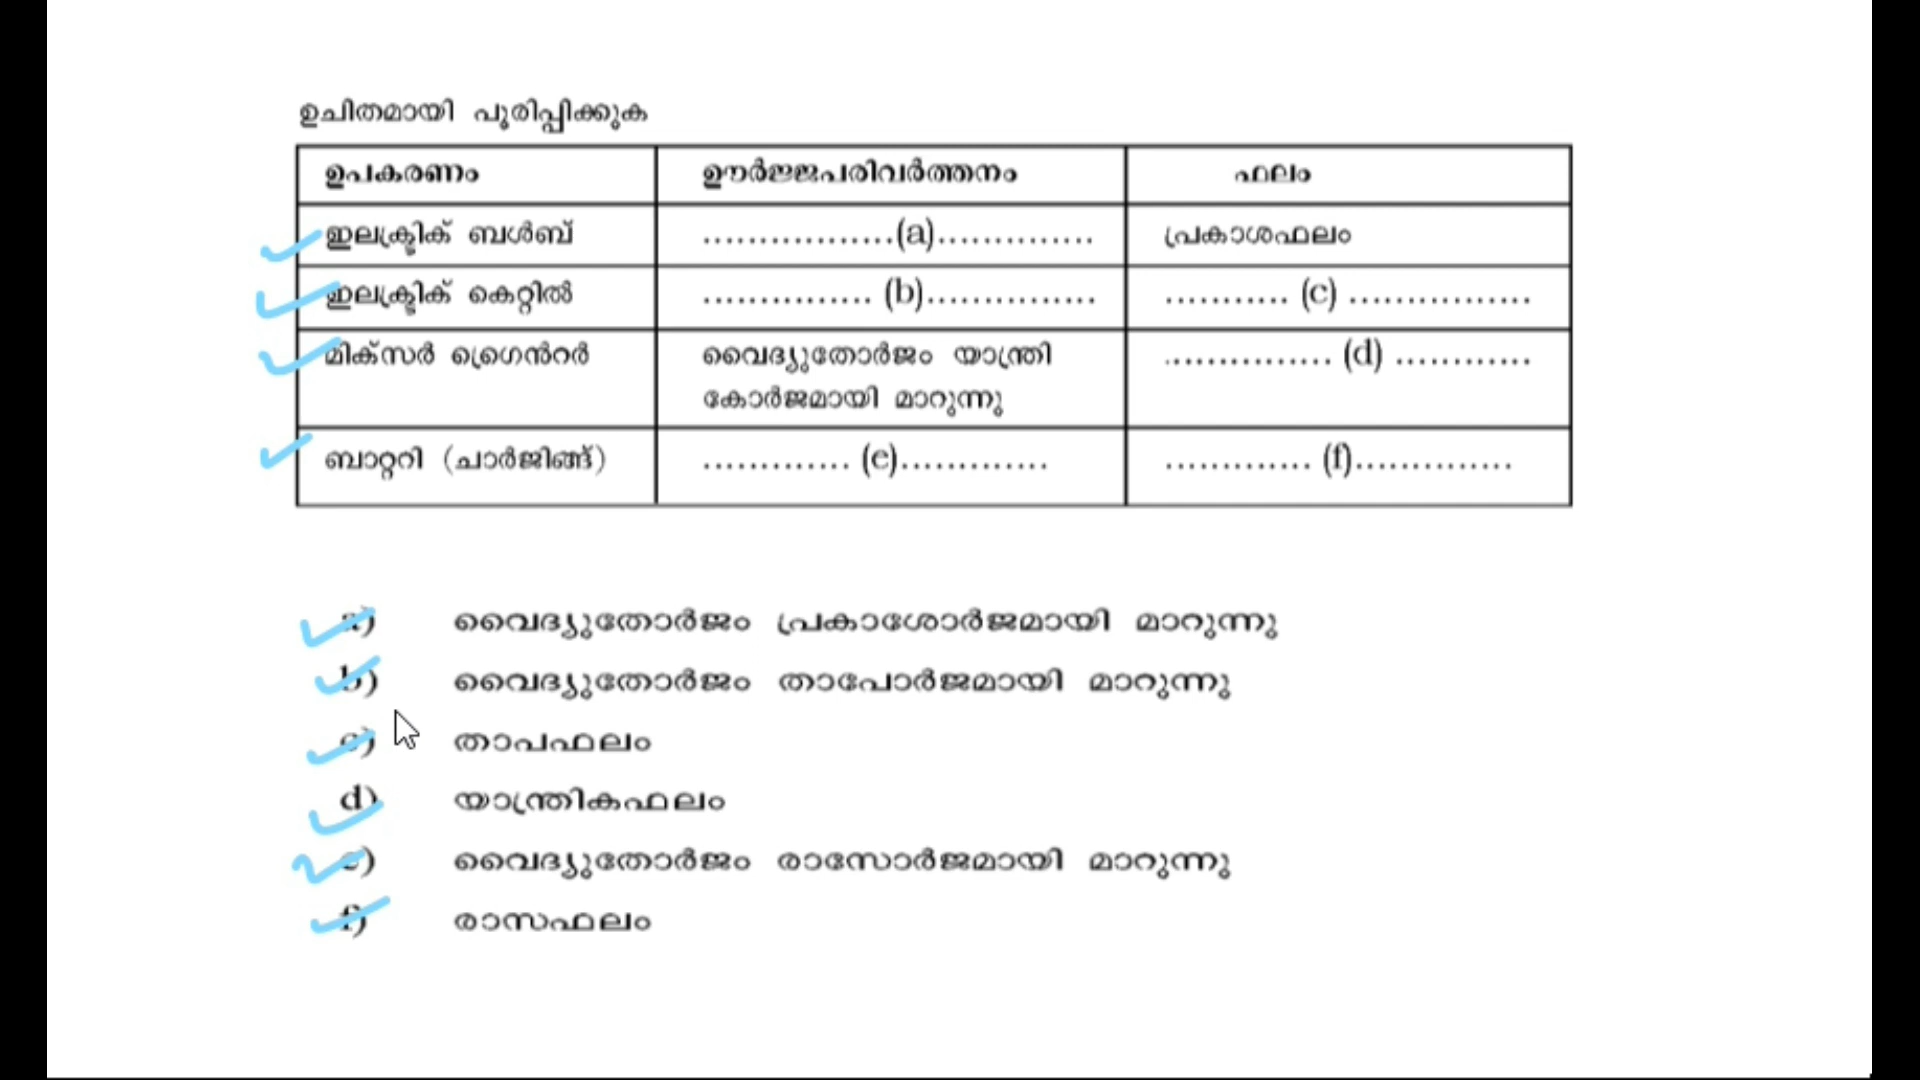 ഉചിതമായി പൂരിപ്പിക്കുക
ഉപകരണം ഊർജ്ജപരിവർത്തനം ഫലം
ഇലക്ട്രിക് ബൾബ് .................(a).............. പ്രകാശഫലം
ഇലക്ട്രിക് കെറ്റിൽ ............... (b)............... ........... (c) ................
മിക്സർ ഗ്രൈൻറർ വൈദ്യുതോർജം യാന്ത്രി ............... (d) ............
കോർജമായി മാറുന്നു
ബാറ്ററി (ചാർജിങ്ങ്) ............. (e)............. ............. (f)..............
a) വൈദ്യുതോർജം പ്രകാശോർജമായി മാറുന്നു
b) വൈദ്യുതോർജം താപോർജമായി മാറുന്നു
c) താപഫലം
d) യാന്ത്രികഫലം
e) വൈദ്യുതോർജം രാസോർജമായി മാറുന്നു
f) രാസഫലം